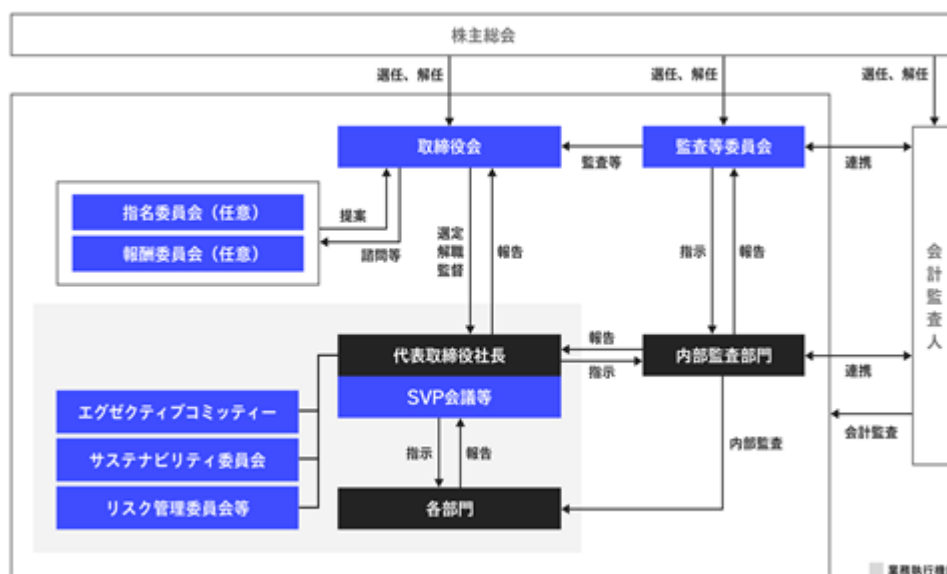 株主総会
選任、解任
選任、解任
選任、解任
取締役会
監査等委員会
監査等
連携
指名委員会（任意）
報酬委員会（任意）
提案
諮問等
選定
解職
監督
報告
指示
報告
会計監査人
代表取締役社長
SVP会議等
報告
指示
内部監査部門
連携
会計監査
エグゼクティブコミッティー
サステナビリティ委員会
リスク管理委員会等
指示
報告
内部監査
各部門
業務執行機